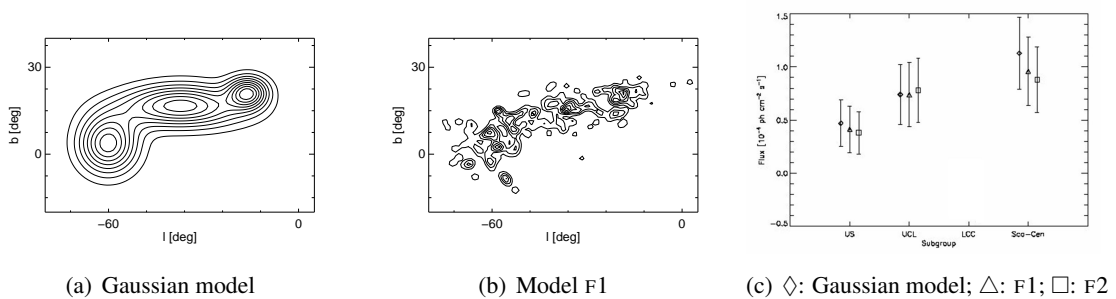 30
0
b [deg]
−60
0
l [deg]
(a) Gaussian model
30
0
b [deg]
−60
0
l [deg]
(b) Model F1
1.5
1.0
0.5
0.0
−0.5
Flux [10⁻⁴ ph cm⁻² s⁻¹]
US UCL LCC Sco−Cen
Subgroup
(c) ◇: Gaussian model; △: F1; □: F2